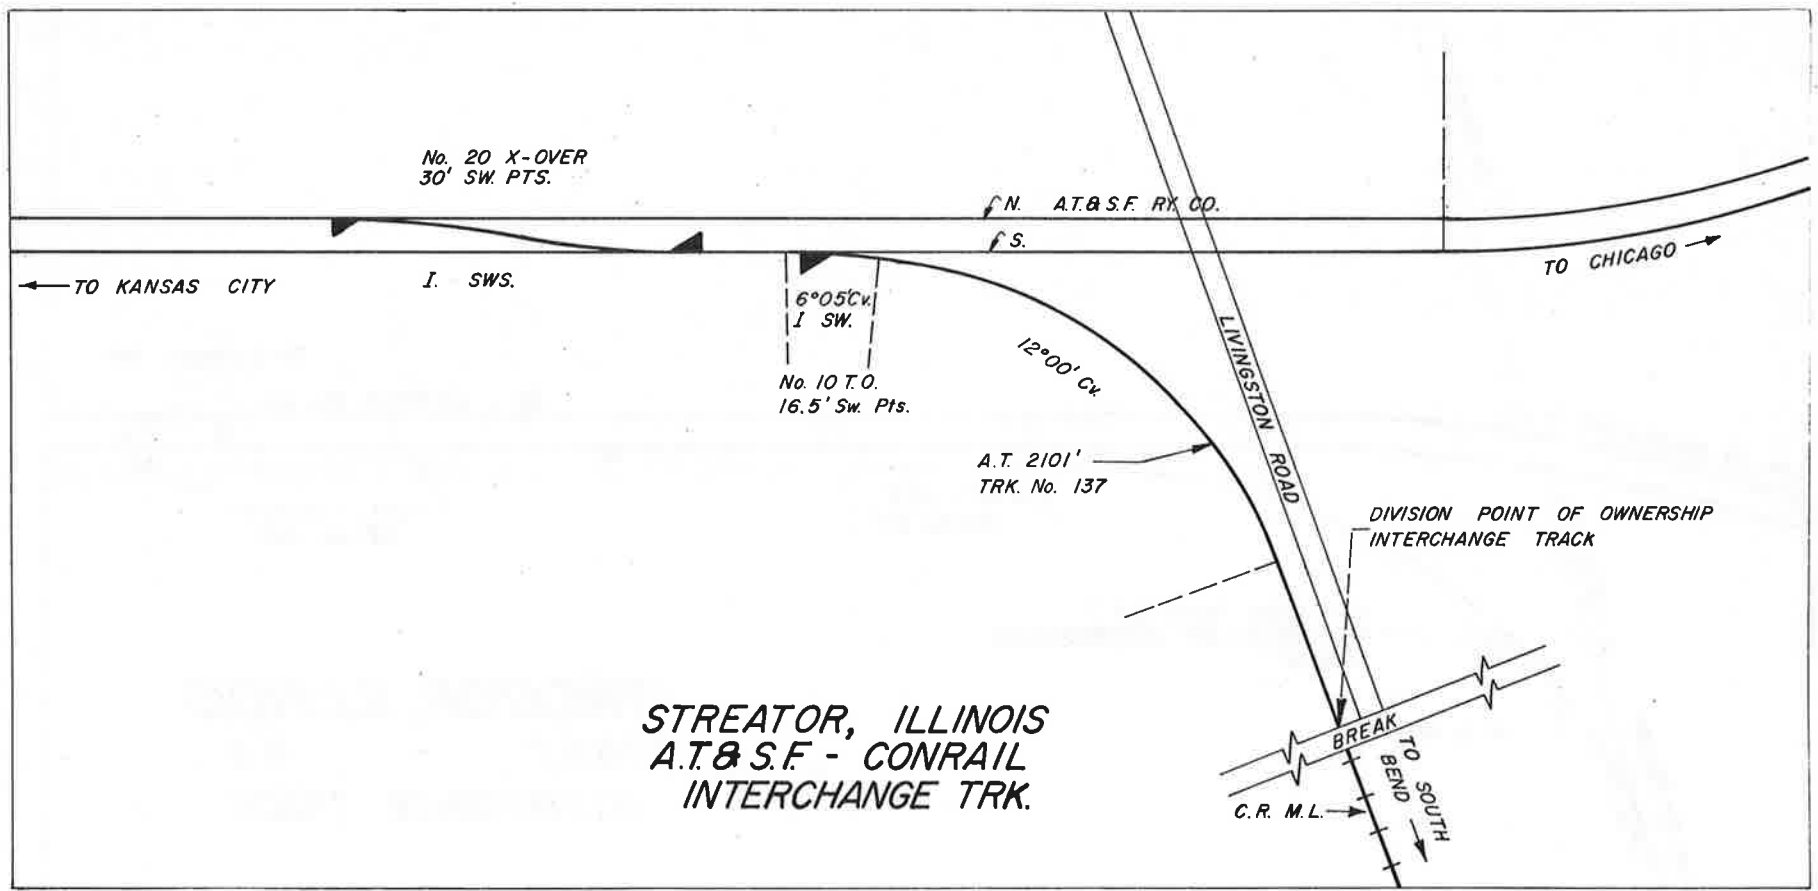 No. 20 X-OVER
30' SW. PTS.
N. A.T. & S.F. RY. CO.
S.
TO CHICAGO
TO KANSAS CITY
I. SWS.
6°05' Cv.
I SW.
No. 10 T.O.
16.5' Sw. Pts.
12°00' Cv.
LIVINGSTON ROAD
A.T. 2101'
TRK. No. 137
DIVISION POINT OF OWNERSHIP
INTERCHANGE TRACK
STREATOR, ILLINOIS
A.T. & S.F. - CONRAIL
INTERCHANGE TRK.
BREAK
TO SOUTH
BEND
C.R. M.L.